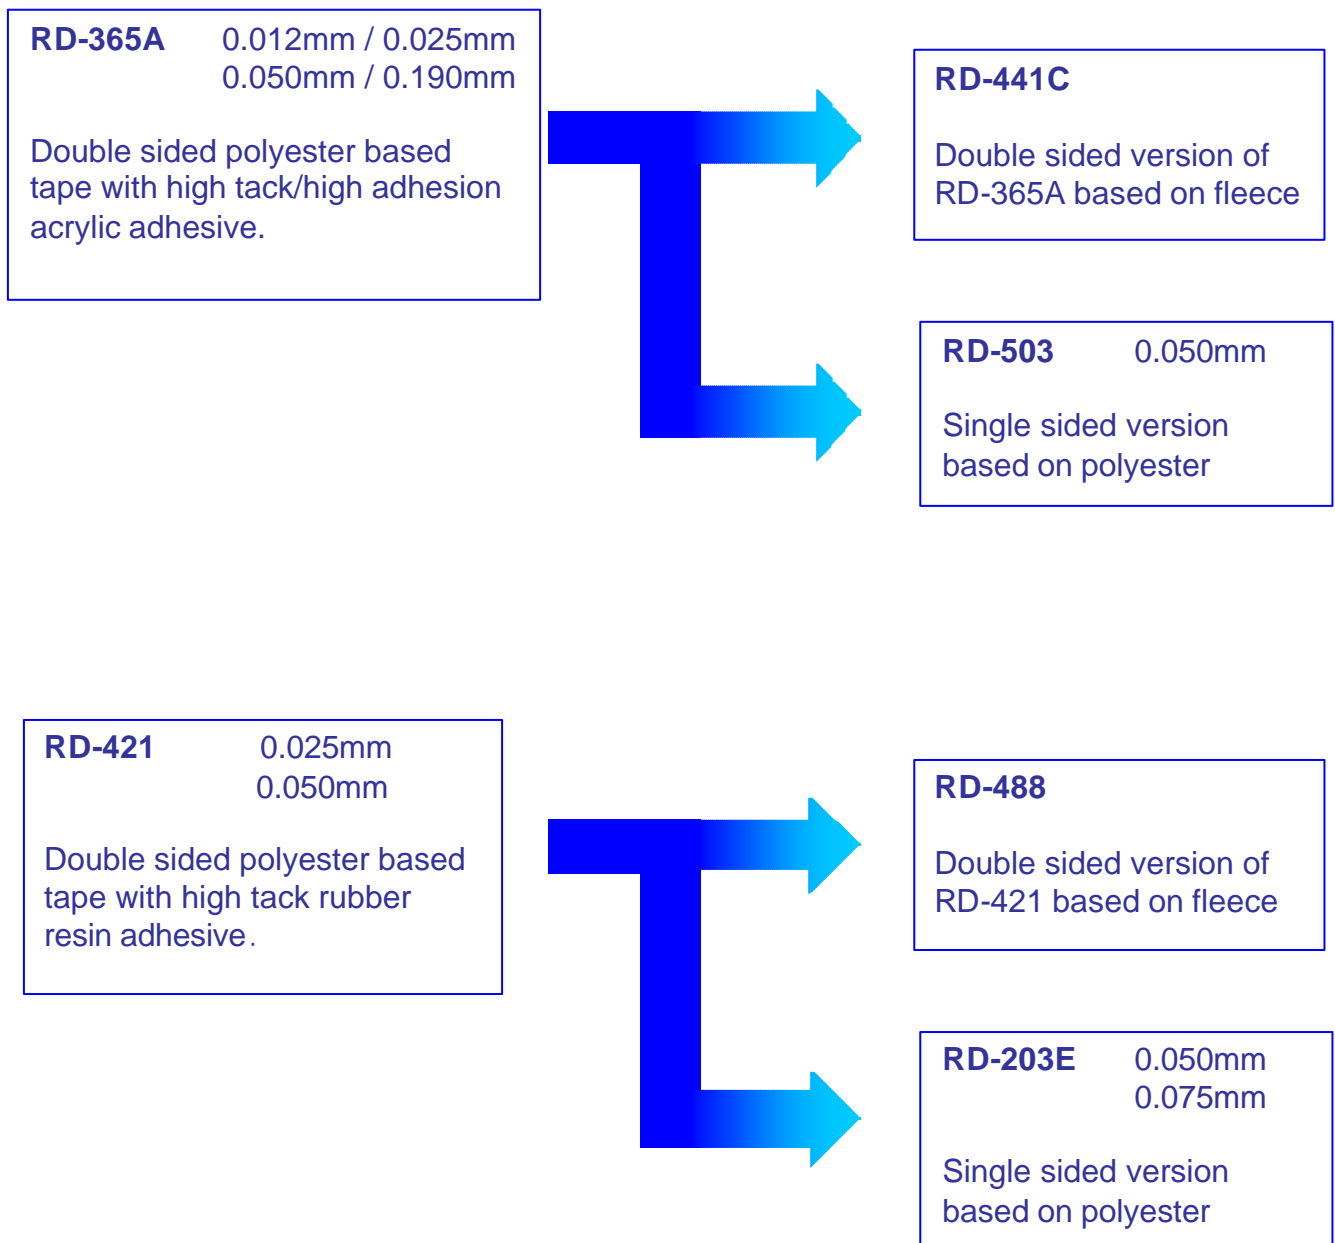 RD-365A 0.012mm / 0.025mm
0.050mm / 0.190mm
Double sided polyester based
tape with high tack/high adhesion
acrylic adhesive.
RD-441C
Double sided version of
RD-365A based on fleece
RD-503 0.050mm
Single sided version
based on polyester
RD-421 0.025mm
0.050mm
Double sided polyester based
tape with high tack rubber
resin adhesive.
RD-488
Double sided version of
RD-421 based on fleece
RD-203E 0.050mm
0.075mm
Single sided version
based on polyester